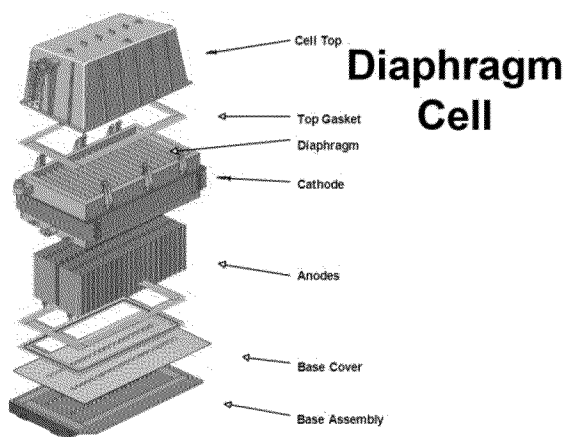 Diaphragm
Cell
Cell Top
Top Gasket
Diaphragm
Cathode
Anodes
Base Cover
Base Assembly